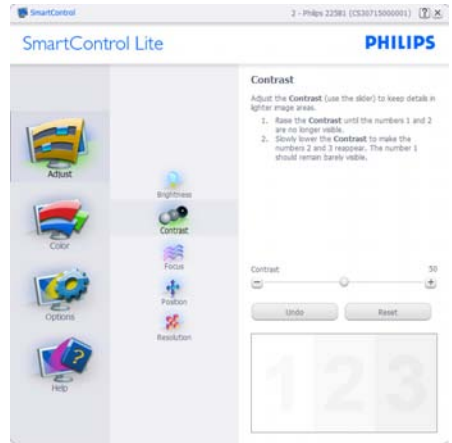 SmartControl
2 - Philips 225B1 (CS30715000001)
SmartControl Lite
PHILIPS
Adjust
Color
Options
Help
Brightness
Contrast
Focus
Position
Resolution
Contrast
Adjust the Contrast (use the slider) to keep details in
lighter image areas.
1. Raise the Contrast until the numbers 1 and 2
are no longer visible.
2. Slowly lower the Contrast to make the
numbers 2 and 3 reappear. The number 1
should remain barely visible.
Contrast
50
Undo
Reset
1 2 3